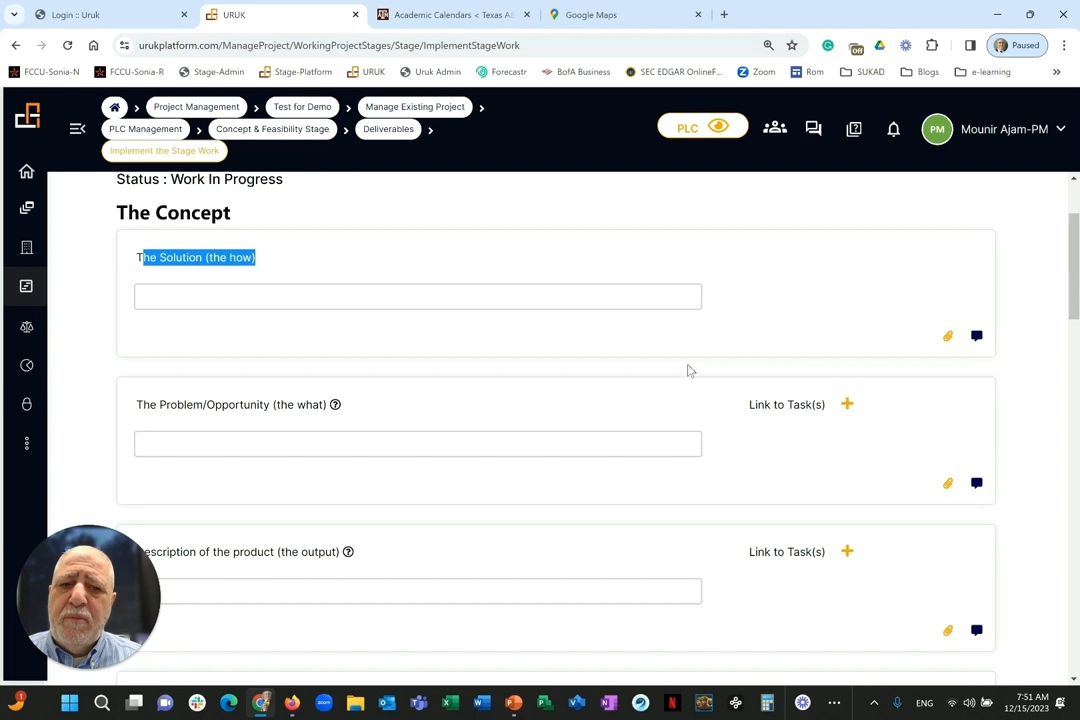 Login :: Uruk
URUK
Academic Calendars < Texas A&
Google Maps
urukplatform.com/ManageProject/WorkingProjectStages/Stage/ImplementStageWork
Off
Paused
FCCU-Sonia-N
FCCU-Sonia-R
Stage-Admin
Stage-Platform
URUK
Uruk Admin
Forecastr
BofA Business
SEC EDGAR OnlineF...
Zoom
Rom
SUKAD
Blogs
e-learning
Project Management
Test for Demo
Manage Existing Project
PLC Management
Concept & Feasibility Stage
Deliverables
Implement the Stage Work
PLC
PM
Mounir Ajam-PM
Status : Work In Progress
The Concept
The Solution (the how)
The Problem/Opportunity (the what)
Link to Task(s)
escription of the product (the output)
Link to Task(s)
1
zoom
ENG
7:51 AM
12/15/2023